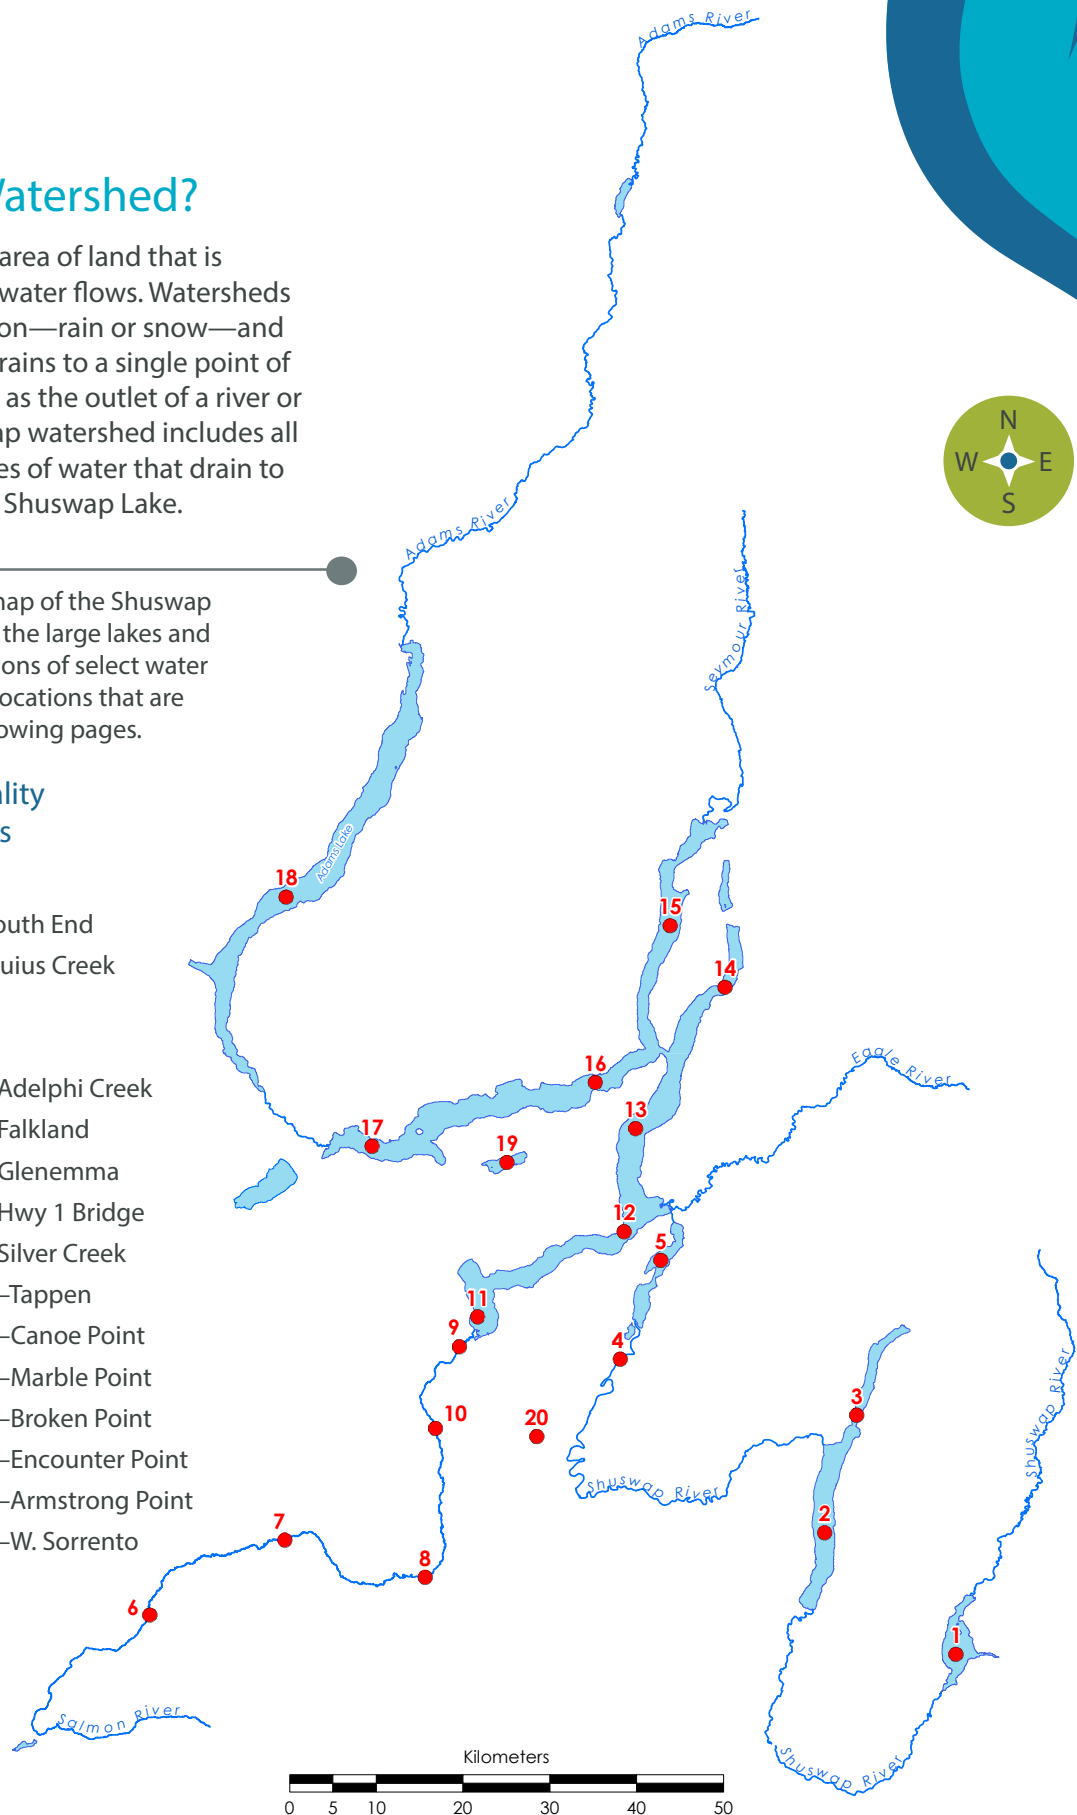 Adams River
Watershed?
area of land that is
water flows. Watersheds
on—rain or snow—and
rains to a single point of
as the outlet of a river or
ap watershed includes all
es of water that drain to
Shuswap Lake.
N
W E
S
Adams River
Seymour River
map of the Shuswap
the large lakes and
ons of select water
locations that are
owing pages.
lity
s
outh End
uius Creek
Adelphi Creek
Falkland
Glenemma
Hwy 1 Bridge
Silver Creek
–Tappen
–Canoe Point
–Marble Point
–Broken Point
–Encounter Point
–Armstrong Point
–W. Sorrento
Adams Lake
18
15
14
Eagle River
16
13
17
19
12
5
11
9
4
10
20
3
Shuswap River
Shuswap River
7
2
8
6
1
Salmon River
Shuswap River
Kilometers
0 5 10 20 30 40 50